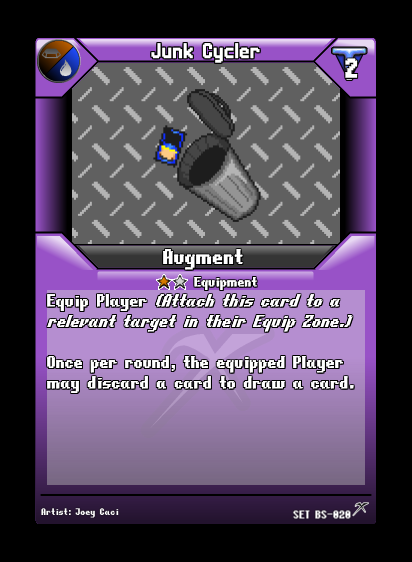 Junk Cycler
2
Augment
Equipment
Equip Player (Attach this card to a
relevant target in their Equip Zone.)
Once per round, the equipped Player
may discard a card to draw a card.
Artist: Joey Caci
SET BS-020